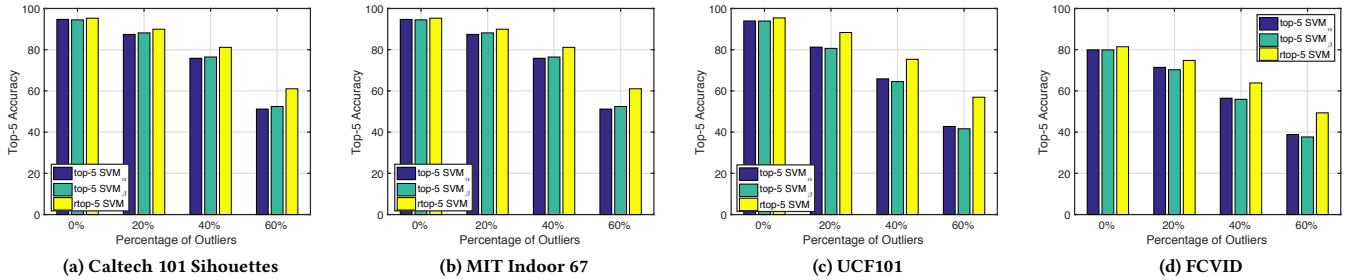 100
80
60
40
20
0
Top-5 Accuracy
top-5 SVM α
top-5 SVM β
rtop-5 SVM
0% 20% 40% 60%
Percentage of Outliers
(a) Caltech 101 Sihouettes
100
80
60
40
20
0
Top-5 Accuracy
top-5 SVM α
top-5 SVM β
rtop-5 SVM
0% 20% 40% 60%
Percentage of Outliers
(b) MIT Indoor 67
100
80
60
40
20
0
Top-5 Accuracy
top-5 SVM α
top-5 SVM β
rtop-5 SVM
0% 20% 40% 60%
Percentage of Outliers
(c) UCF101
100
80
60
40
20
0
Top-5 Accuracy
top-5 SVM α
top-5 SVM β
rtop-5 SVM
0% 20% 40% 60%
Percentage of Outliers
(d) FCVID